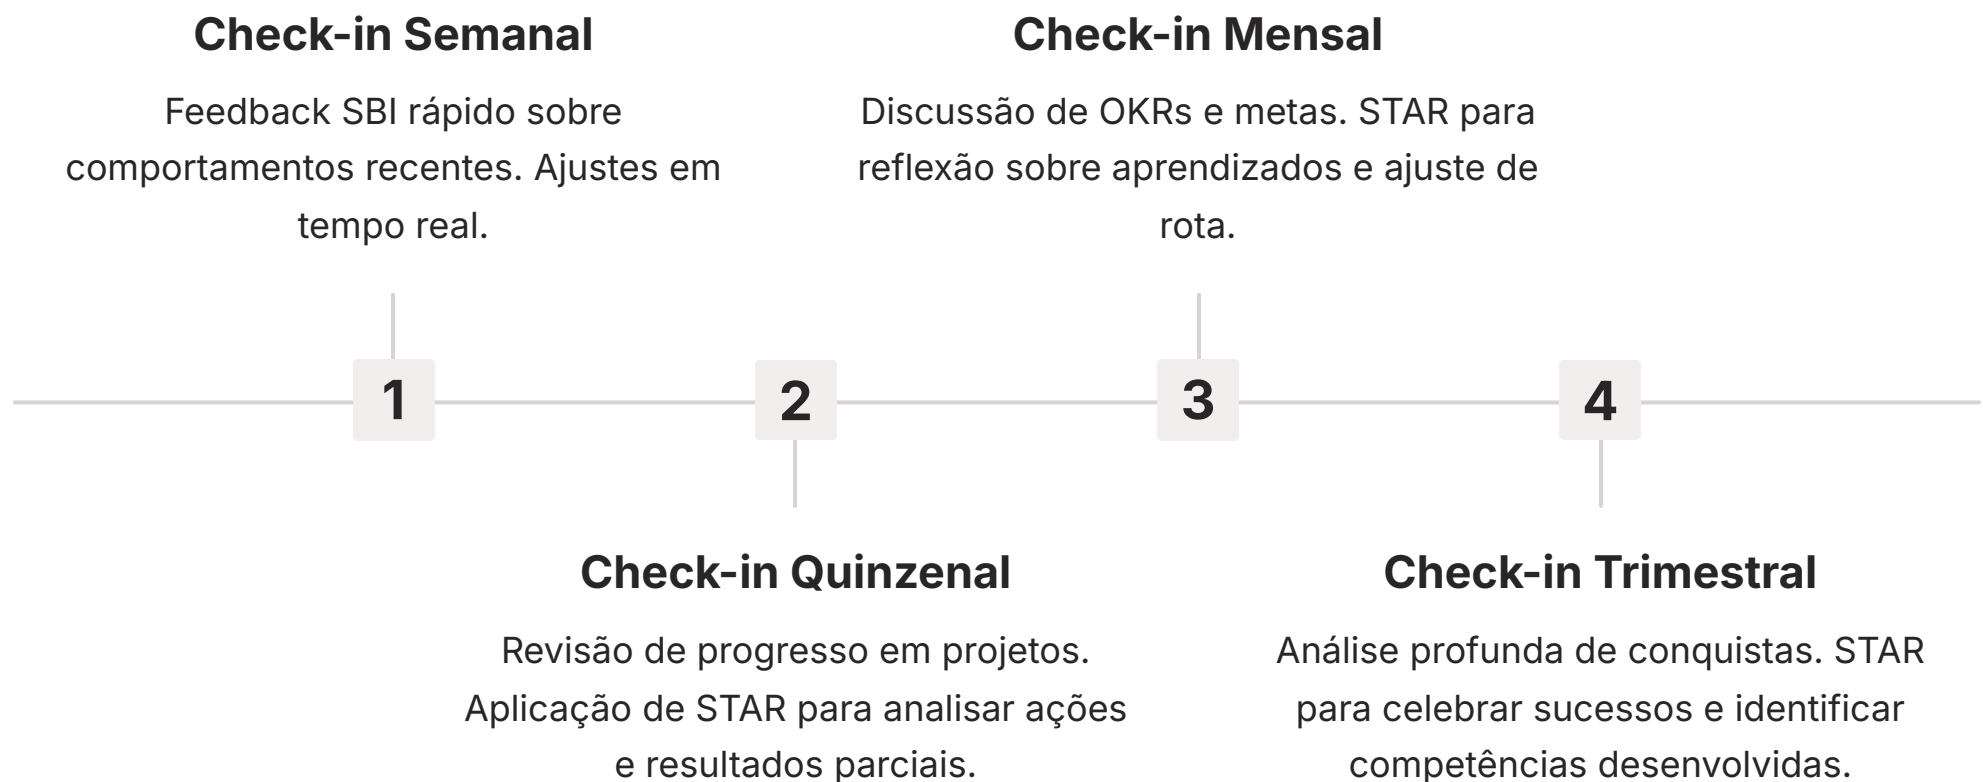 Check-in Semanal
Feedback SBI rápido sobre
comportamentos recentes. Ajustes em
tempo real.
Check-in Mensal
Discussão de OKRs e metas. STAR para
reflexão sobre aprendizados e ajuste de
rota.
1
2
3
4
Check-in Quinzenal
Revisão de progresso em projetos.
Aplicação de STAR para analisar ações
e resultados parciais.
Check-in Trimestral
Análise profunda de conquistas. STAR
para celebrar sucessos e identificar
competências desenvolvidas.